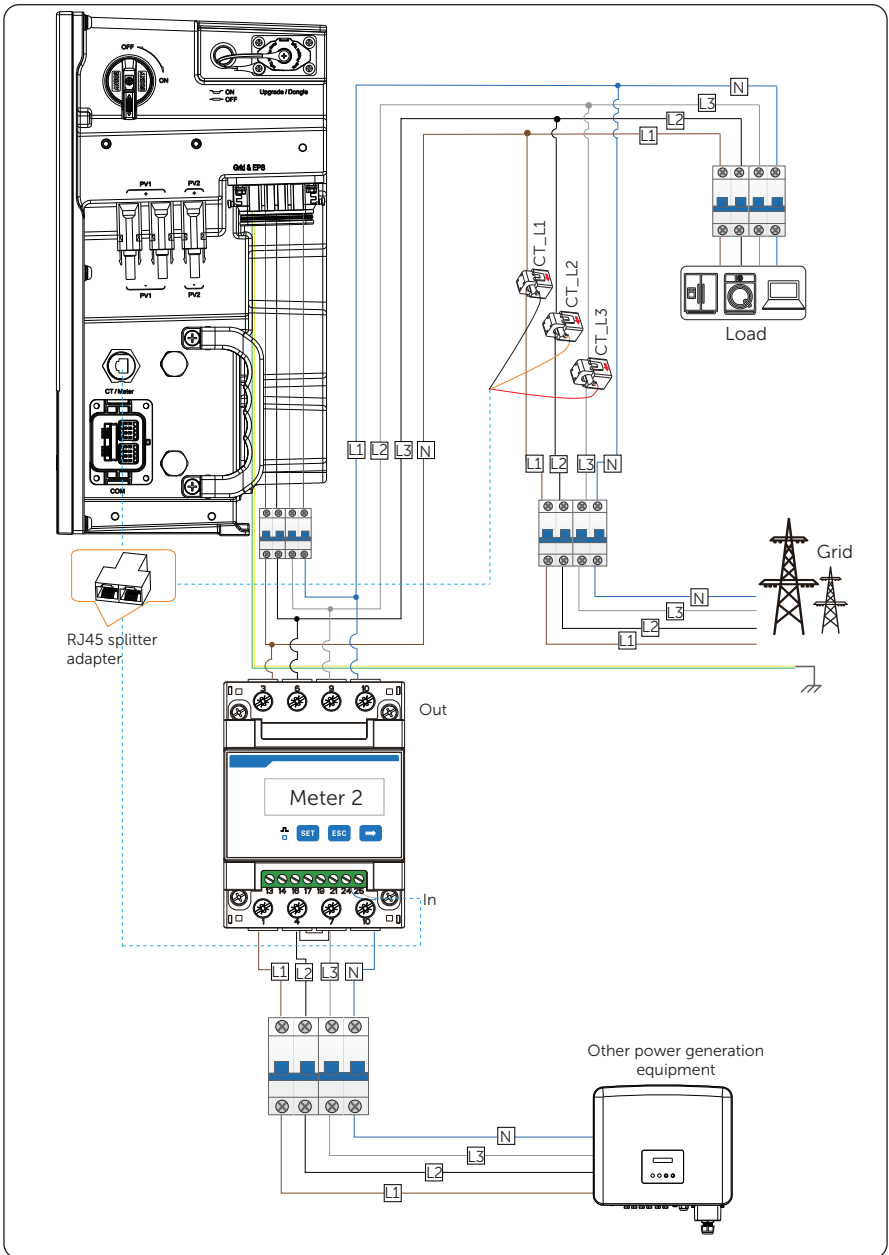 OFF
ON
ON
OFF
Upgrade / Dongle
Grid & EPS
PV1
PV2
+
+
-
-
PV1
PV2
CT / Meter
COM
RJ45 splitter
adapter
N
L3
L2
L1
CT_L1
CT_L2
CT_L3
Load
L1
L2
L3
N
L1
L2
L3
N
Grid
N
L3
L2
L1
3
6
9
10
Out
Meter 2
SET
ESC
13 14 16 17 19 21 24 25
In
1
4
7
10
L1
L2
L3
N
Other power generation
equipment
N
L3
L2
L1